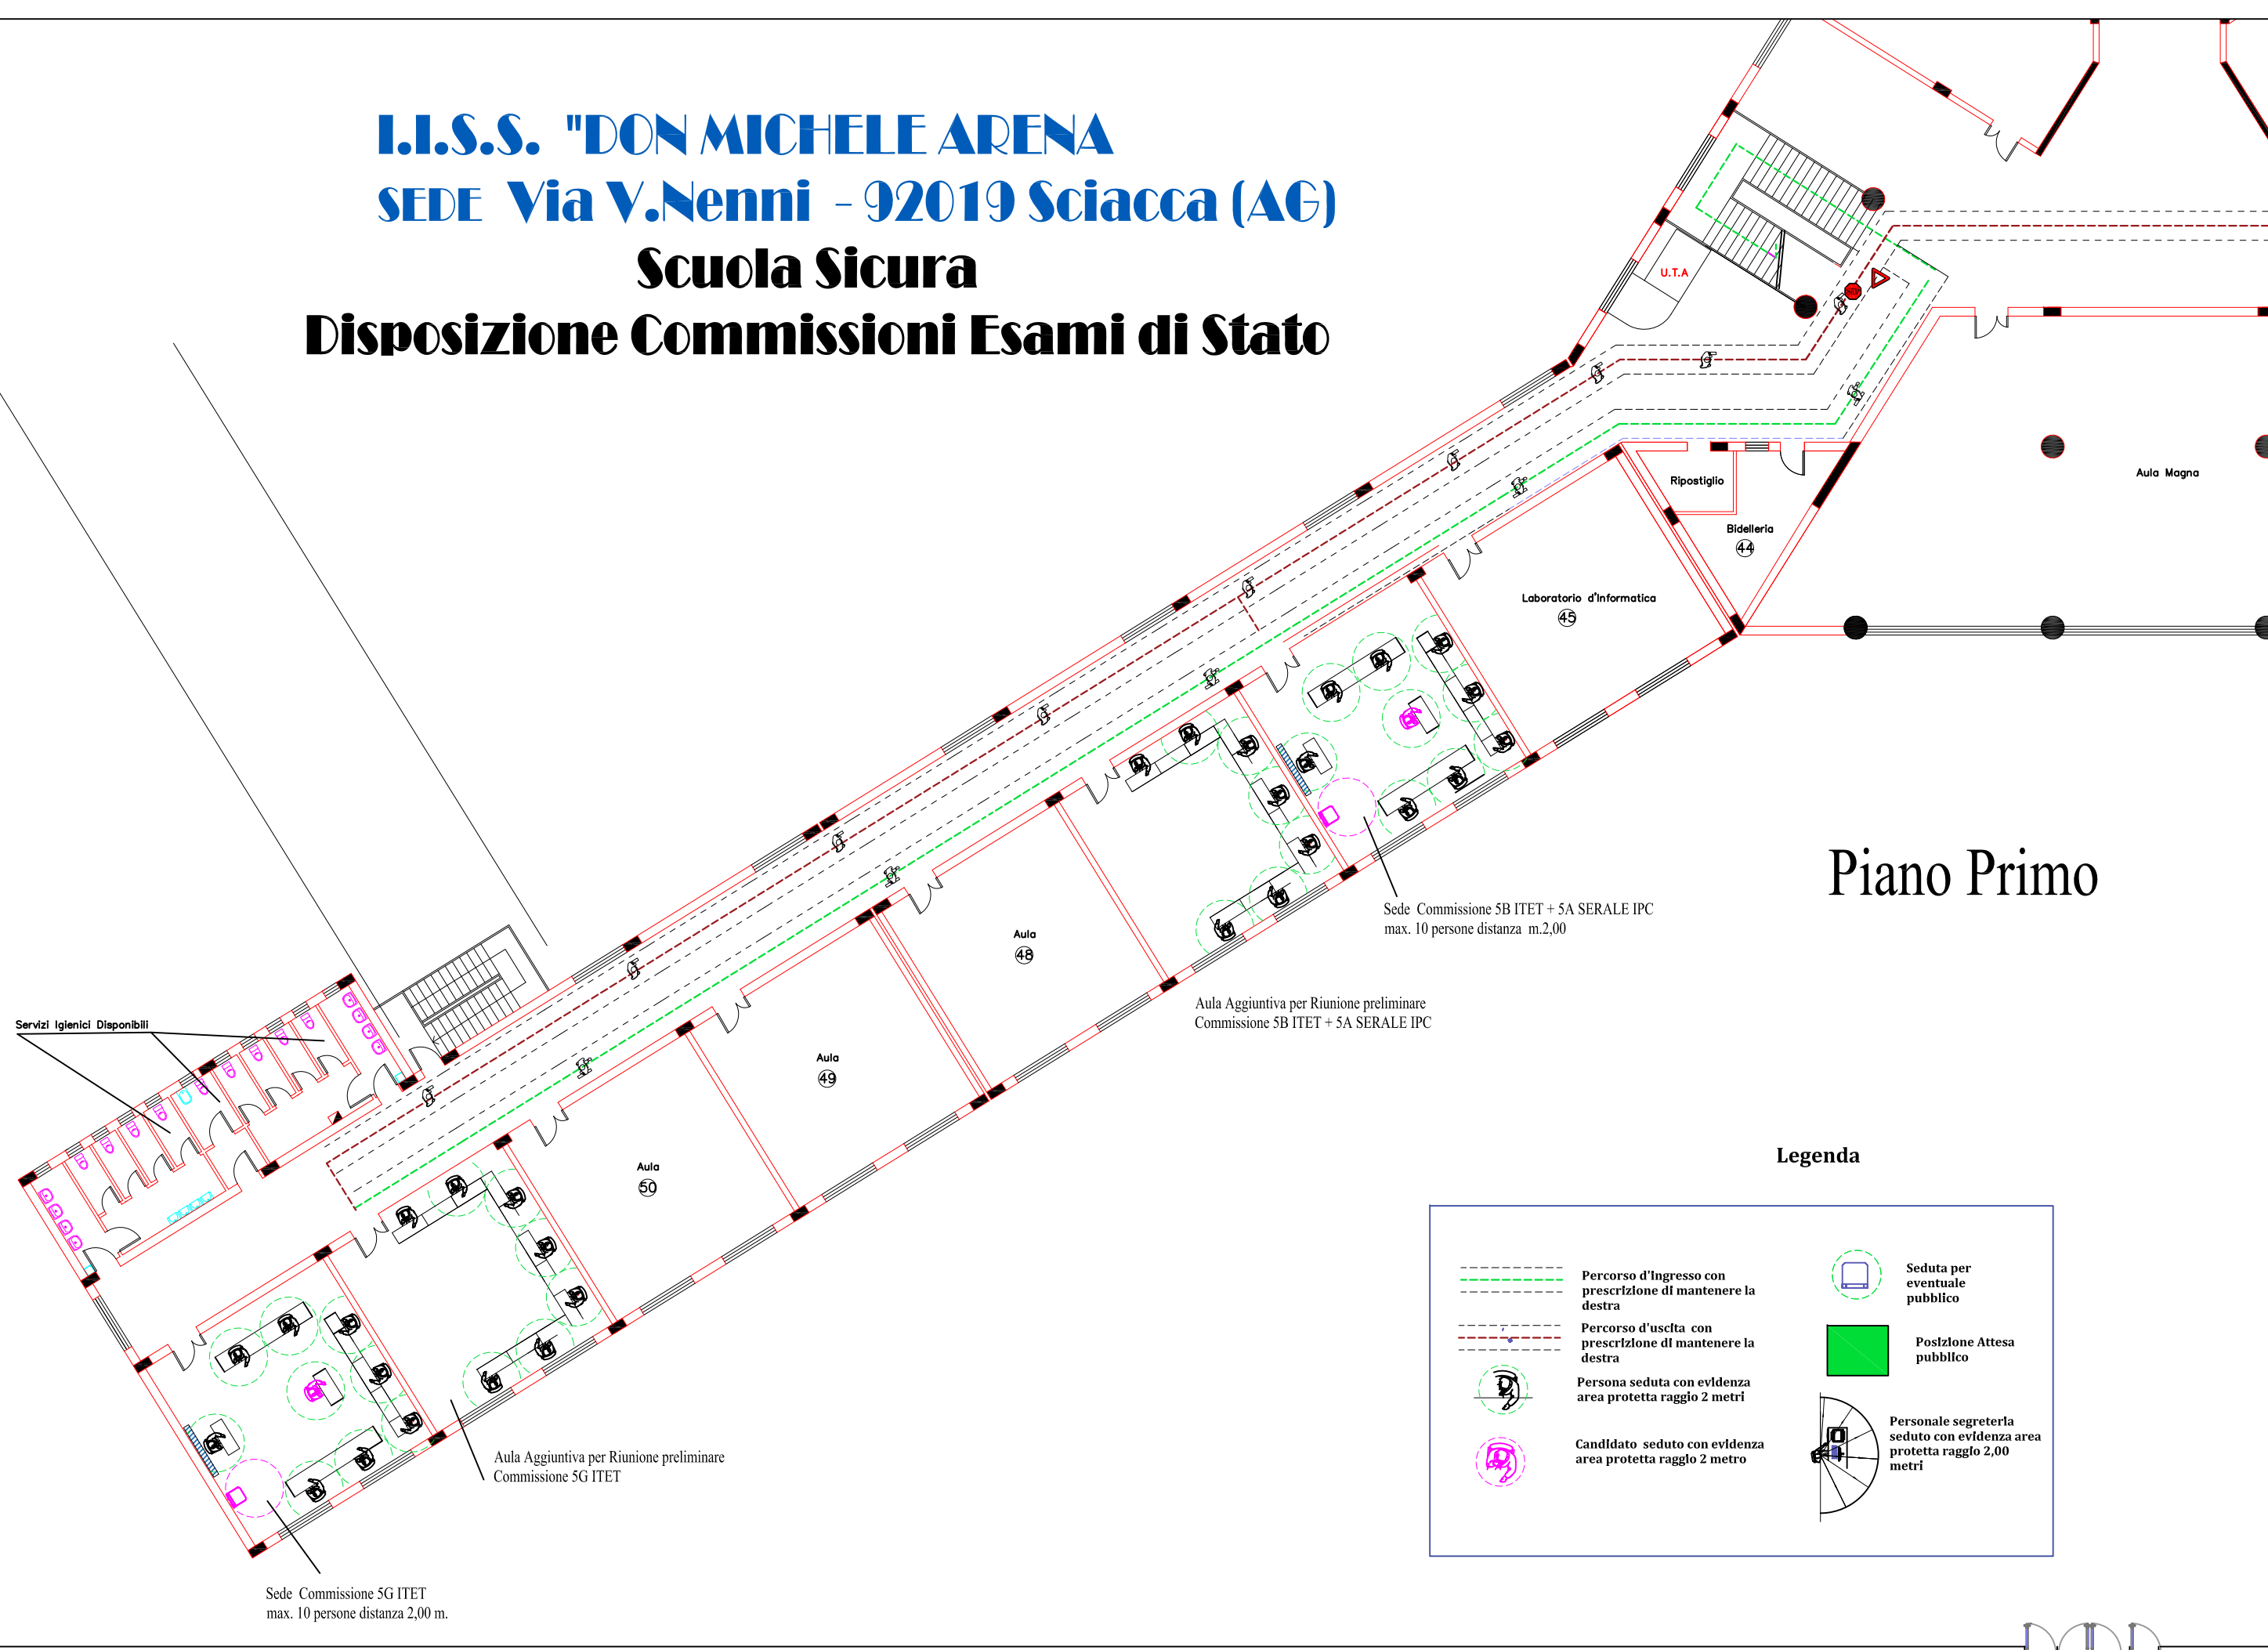 I.I.S.S. "DON MICHELE ARENA
SEDE Via V.Nenni - 92019 Sciacca (AG)
Scuola Sicura
Disposizione Commissioni Esami di Stato
U.T.A
STOP
Aula Magna
Ripostiglio
Bidelleria
44
Laboratorio d'Informatica
45
Piano Primo
Sede Commissione 5B ITET + 5A SERALE IPC
max. 10 persone distanza m.2,00
Aula
48
Aula Aggiuntiva per Riunione preliminare
Commissione 5B ITET + 5A SERALE IPC
Servizi Igienici Disponibili
Aula
49
Aula
50
Aula Aggiuntiva per Riunione preliminare
Commissione 5G ITET
Sede Commissione 5G ITET
max. 10 persone distanza 2,00 m.
Legenda
Percorso d'Ingresso con
prescrizione di mantenere la
destra
Percorso d'uscita con
prescrizione di mantenere la
destra
Persona seduta con evidenza
area protetta raggio 2 metri
Candidato seduto con evidenza
area protetta raggio 2 metro
Seduta per
eventuale
pubblico
Posizione Attesa
pubblico
Personale segreteria
seduto con evidenza area
protetta raggio 2,00
metri